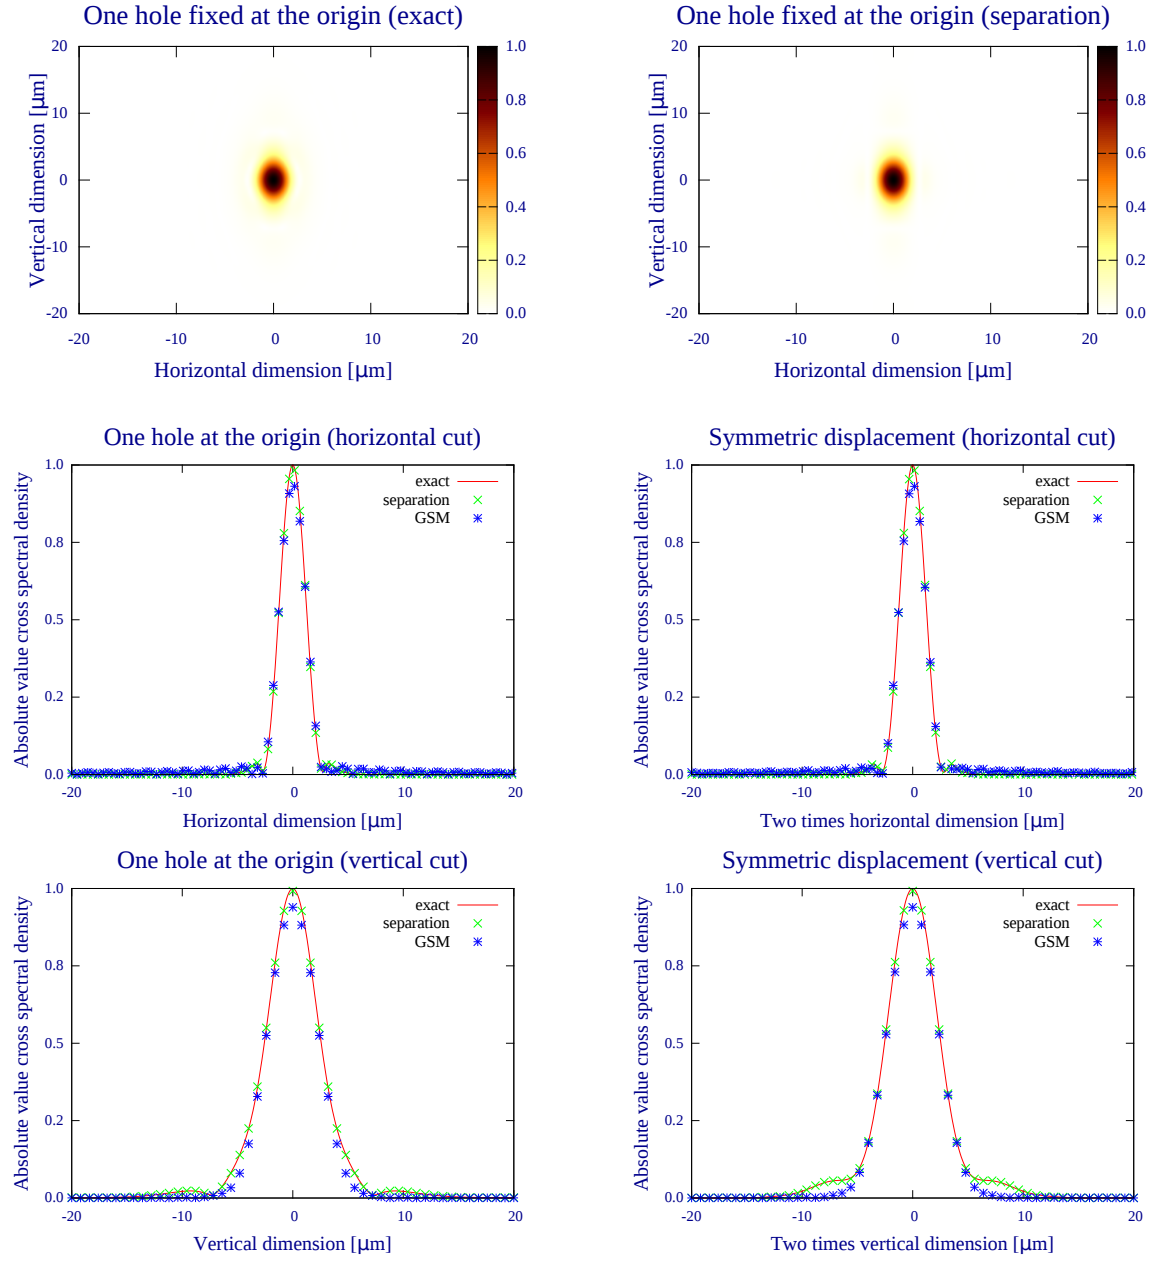 One hole fixed at the origin (exact)
One hole fixed at the origin (separation)
Vertical dimension [μm]
20
10
0
-10
-20
-20
-10
0
10
20
Horizontal dimension [μm]
1.0
0.8
0.6
0.4
0.2
0.0
Vertical dimension [μm]
20
10
0
-10
-20
-20
-10
0
10
20
Horizontal dimension [μm]
1.0
0.8
0.6
0.4
0.2
0.0
One hole at the origin (horizontal cut)
Absolute value cross spectral density
1.0
0.8
0.5
0.2
0.0
exact
separation
GSM
-20
-10
0
10
20
Horizontal dimension [μm]
Symmetric displacement (horizontal cut)
Absolute value cross spectral density
1.0
0.8
0.5
0.2
0.0
exact
separation
GSM
-20
-10
0
10
20
Two times horizontal dimension [μm]
One hole at the origin (vertical cut)
Absolute value cross spectral density
1.0
0.8
0.5
0.2
0.0
exact
separation
GSM
-20
-10
0
10
20
Vertical dimension [μm]
Symmetric displacement (vertical cut)
Absolute value cross spectral density
1.0
0.8
0.5
0.2
0.0
exact
separation
GSM
-20
-10
0
10
20
Two times vertical dimension [μm]